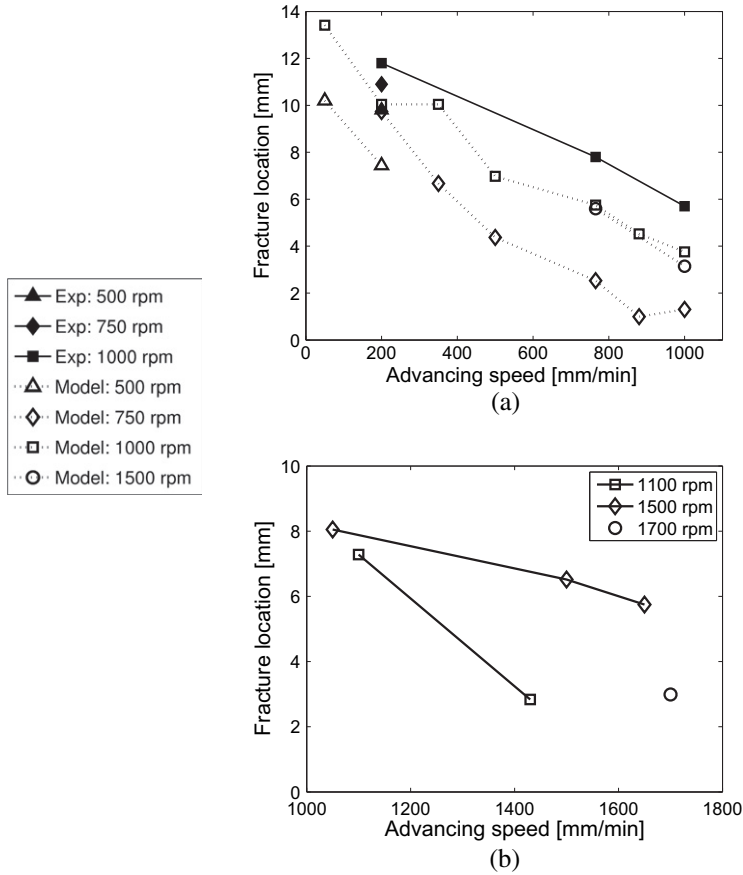 14
12
10
8
6
4
2
0
Fracture location [mm]
0 200 400 600 800 1000
Advancing speed [mm/min]
(a)
Exp: 500 rpm
Exp: 750 rpm
Exp: 1000 rpm
Model: 500 rpm
Model: 750 rpm
Model: 1000 rpm
Model: 1500 rpm
10
8
6
4
2
0
Fracture location [mm]
1100 rpm
1500 rpm
1700 rpm
1000 1200 1400 1600 1800
Advancing speed [mm/min]
(b)